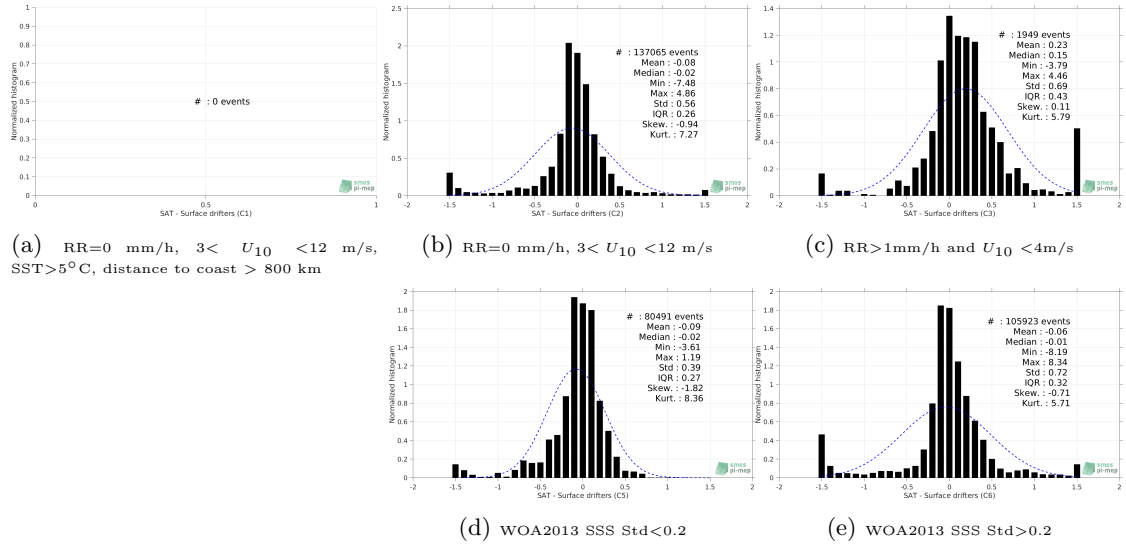 1
0.9
0.8
0.7
0.6
0.5
0.4
0.3
0.2
0.1
0
Normalized histogram
# : 0 events
0
0.5
1
SAT - Surface drifters (C1)
smos
pi-mep
(a) RR=0 mm/h, 3< U10 <12 m/s,
SST>5°C, distance to coast > 800 km
2.5
2
1.5
1
0.5
0
Normalized histogram
# : 137065 events
Mean : -0.08
Median : -0.02
Min : -7.48
Max : 4.86
Std : 0.56
IQR : 0.26
Skew. : -0.94
Kurt. : 7.27
-2
-1.5
-1
-0.5
0
0.5
1
1.5
2
SAT - Surface drifters (C2)
smos
pi-mep
(b) RR=0 mm/h, 3< U10 <12 m/s
1.4
1.2
1
0.8
0.6
0.4
0.2
0
Normalized histogram
# : 1949 events
Mean : 0.23
Median : 0.15
Min : -3.79
Max : 4.46
Std : 0.69
IQR : 0.43
Skew. : 0.11
Kurt. : 5.79
-2
-1.5
-1
-0.5
0
0.5
1
1.5
2
SAT - Surface drifters (C3)
smos
pi-mep
(c) RR>1mm/h and U10 <4m/s
2
1.8
1.6
1.4
1.2
1
0.8
0.6
0.4
0.2
0
Normalized histogram
# : 80491 events
Mean : -0.09
Median : -0.02
Min : -3.61
Max : 1.19
Std : 0.39
IQR : 0.27
Skew. : -1.82
Kurt. : 8.36
-2
-1.5
-1
-0.5
0
0.5
1
1.5
2
SAT - Surface drifters (C5)
smos
pi-mep
(d) WOA2013 SSS Std<0.2
2
1.8
1.6
1.4
1.2
1
0.8
0.6
0.4
0.2
0
Normalized histogram
# : 105923 events
Mean : -0.06
Median : -0.01
Min : -8.19
Max : 8.34
Std : 0.72
IQR : 0.32
Skew. : -0.71
Kurt. : 5.71
-2
-1.5
-1
-0.5
0
0.5
1
1.5
2
SAT - Surface drifters (C6)
smos
pi-mep
(e) WOA2013 SSS Std>0.2